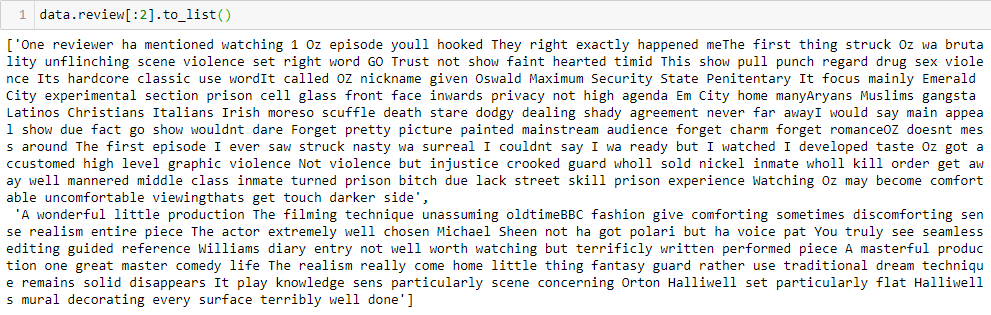 1 data.review[:2].to_list()
['One reviewer ha mentioned watching 1 Oz episode youll hooked They right exactly happened meThe first thing struck Oz wa bruta
lity unflinching scene violence set right word GO Trust not show faint hearted timid This show pull punch regard drug sex viole
nce Its hardcore classic use wordIt called OZ nickname given Oswald Maximum Security State Penitentary It focus mainly Emerald
City experimental section prison cell glass front face inwards privacy not high agenda Em City home manyAryans Muslims gangsta
Latinos Christians Italians Irish moreso scuffle death stare dodgy dealing shady agreement never far awayI would say main appea
l show due fact go show wouldnt dare Forget pretty picture painted mainstream audience forget charm forget romanceOZ doesnt mes
s around The first episode I ever saw struck nasty wa surreal I couldnt say I wa ready but I watched I developed taste Oz got a
ccustomed high level graphic violence Not violence but injustice crooked guard wholl sold nickel inmate wholl kill order get aw
ay well mannered middle class inmate turned prison bitch due lack street skill prison experience Watching Oz may become comfort
able uncomfortable viewingthats get touch darker side',
'A wonderful little production The filming technique unassuming oldtimeBBC fashion give comforting sometimes discomforting sen
se realism entire piece The actor extremely well chosen Michael Sheen not ha got polari but ha voice pat You truly see seamless
editing guided reference Williams diary entry not well worth watching but terrificly written performed piece A masterful produc
tion one great master comedy life The realism really come home little thing fantasy guard rather use traditional dream techniqu
e remains solid disappears It play knowledge sens particularly scene concerning Orton Halliwell set particularly flat Halliwell
s mural decorating every surface terribly well done']